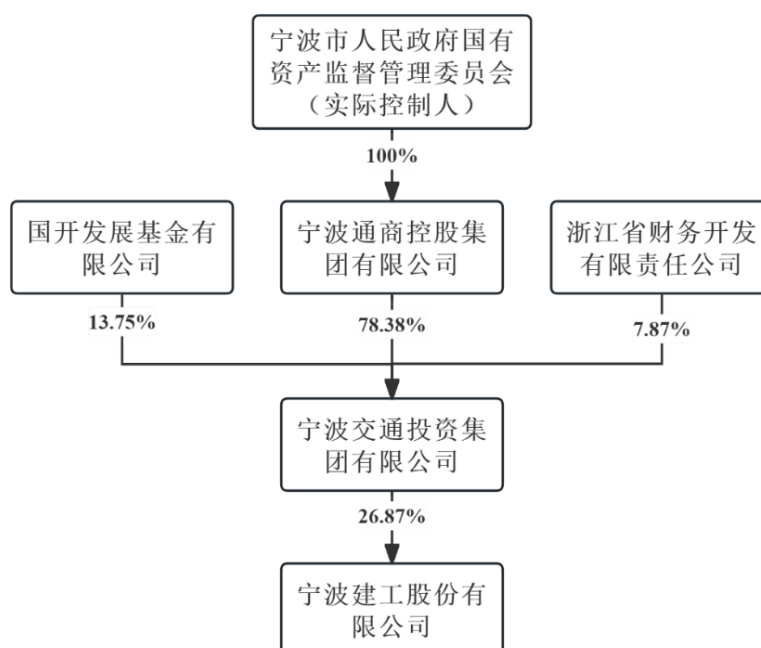 宁波市人民政府国有
资产监督管理委员会
（实际控制人）
100%
国开发展基金有
限公司
宁波通商控股集
团有限公司
浙江省财务开发
有限责任公司
13.75%
78.38%
7.87%
宁波交通投资集
团有限公司
26.87%
宁波建工股份有
限公司